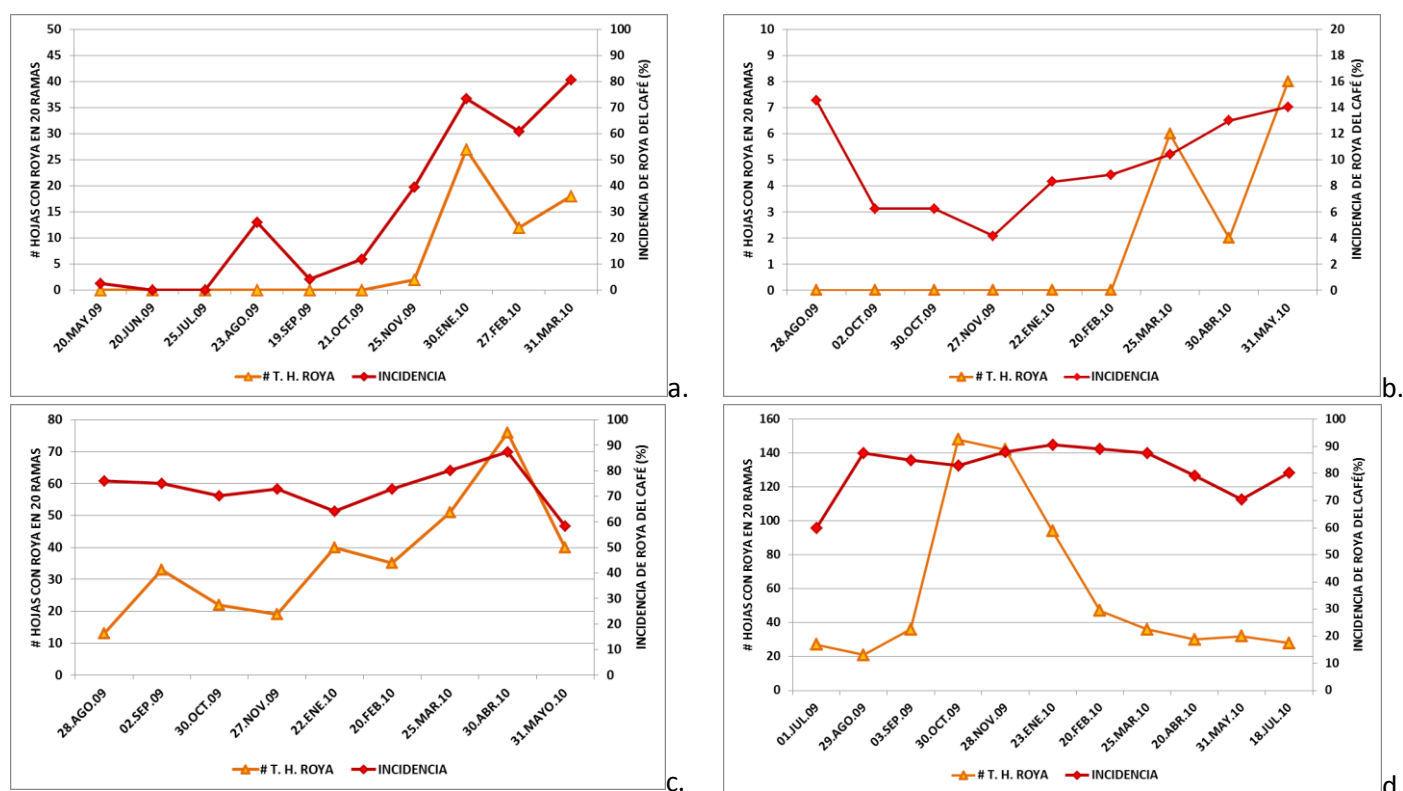 # HOJAS CON ROYA EN 20 RAMAS
50
45
40
35
30
25
20
15
10
5
0
100
90
80
70
60
50
40
30
20
10
0
INCIDENCIA DE ROYA DEL CAFÉ (%)
20.MAY.09
20.JUN.09
25.JUL.09
23.AGO.09
19.SEP.09
21.OCT.09
25.NOV.09
30.ENE.10
27.FEB.10
31.MAR.10
# T. H. ROYA
INCIDENCIA
a.
# HOJAS CON ROYA EN 20 RAMAS
10
9
8
7
6
5
4
3
2
1
0
20
18
16
14
12
10
8
6
4
2
0
INCIDENCIA DE ROYA DEL CAFÉ (%)
28.AGO.09
02.OCT.09
30.OCT.09
27.NOV.09
22.ENE.10
20.FEB.10
25.MAR.10
30.ABR.10
31.MAY.10
# T. H. ROYA
INCIDENCIA
b.
# HOJAS CON ROYA EN 20 RAMAS
80
70
60
50
40
30
20
10
0
100
90
80
70
60
50
40
30
20
10
0
INCIDENCIA DE ROYA DEL CAFÉ (%)
28.AGO.09
02.SEP.09
30.OCT.09
27.NOV.09
22.ENE.10
20.FEB.10
25.MAR.10
30.ABR.10
31.MAYO.10
# T. H. ROYA
INCIDENCIA
c.
# HOJAS CON ROYA EN 20 RAMAS
160
140
120
100
80
60
40
20
0
100
90
80
70
60
50
40
30
20
10
0
INCIDENCIA DE ROYA DEL CAFÉ(%)
01.JUL.09
29.AGO.09
03.SEP.09
30.OCT.09
28.NOV.09
23.ENE.10
20.FEB.10
25.MAR.10
20.ABR.10
31.MAY.10
18.JUL.10
# T. H. ROYA
INCIDENCIA
d